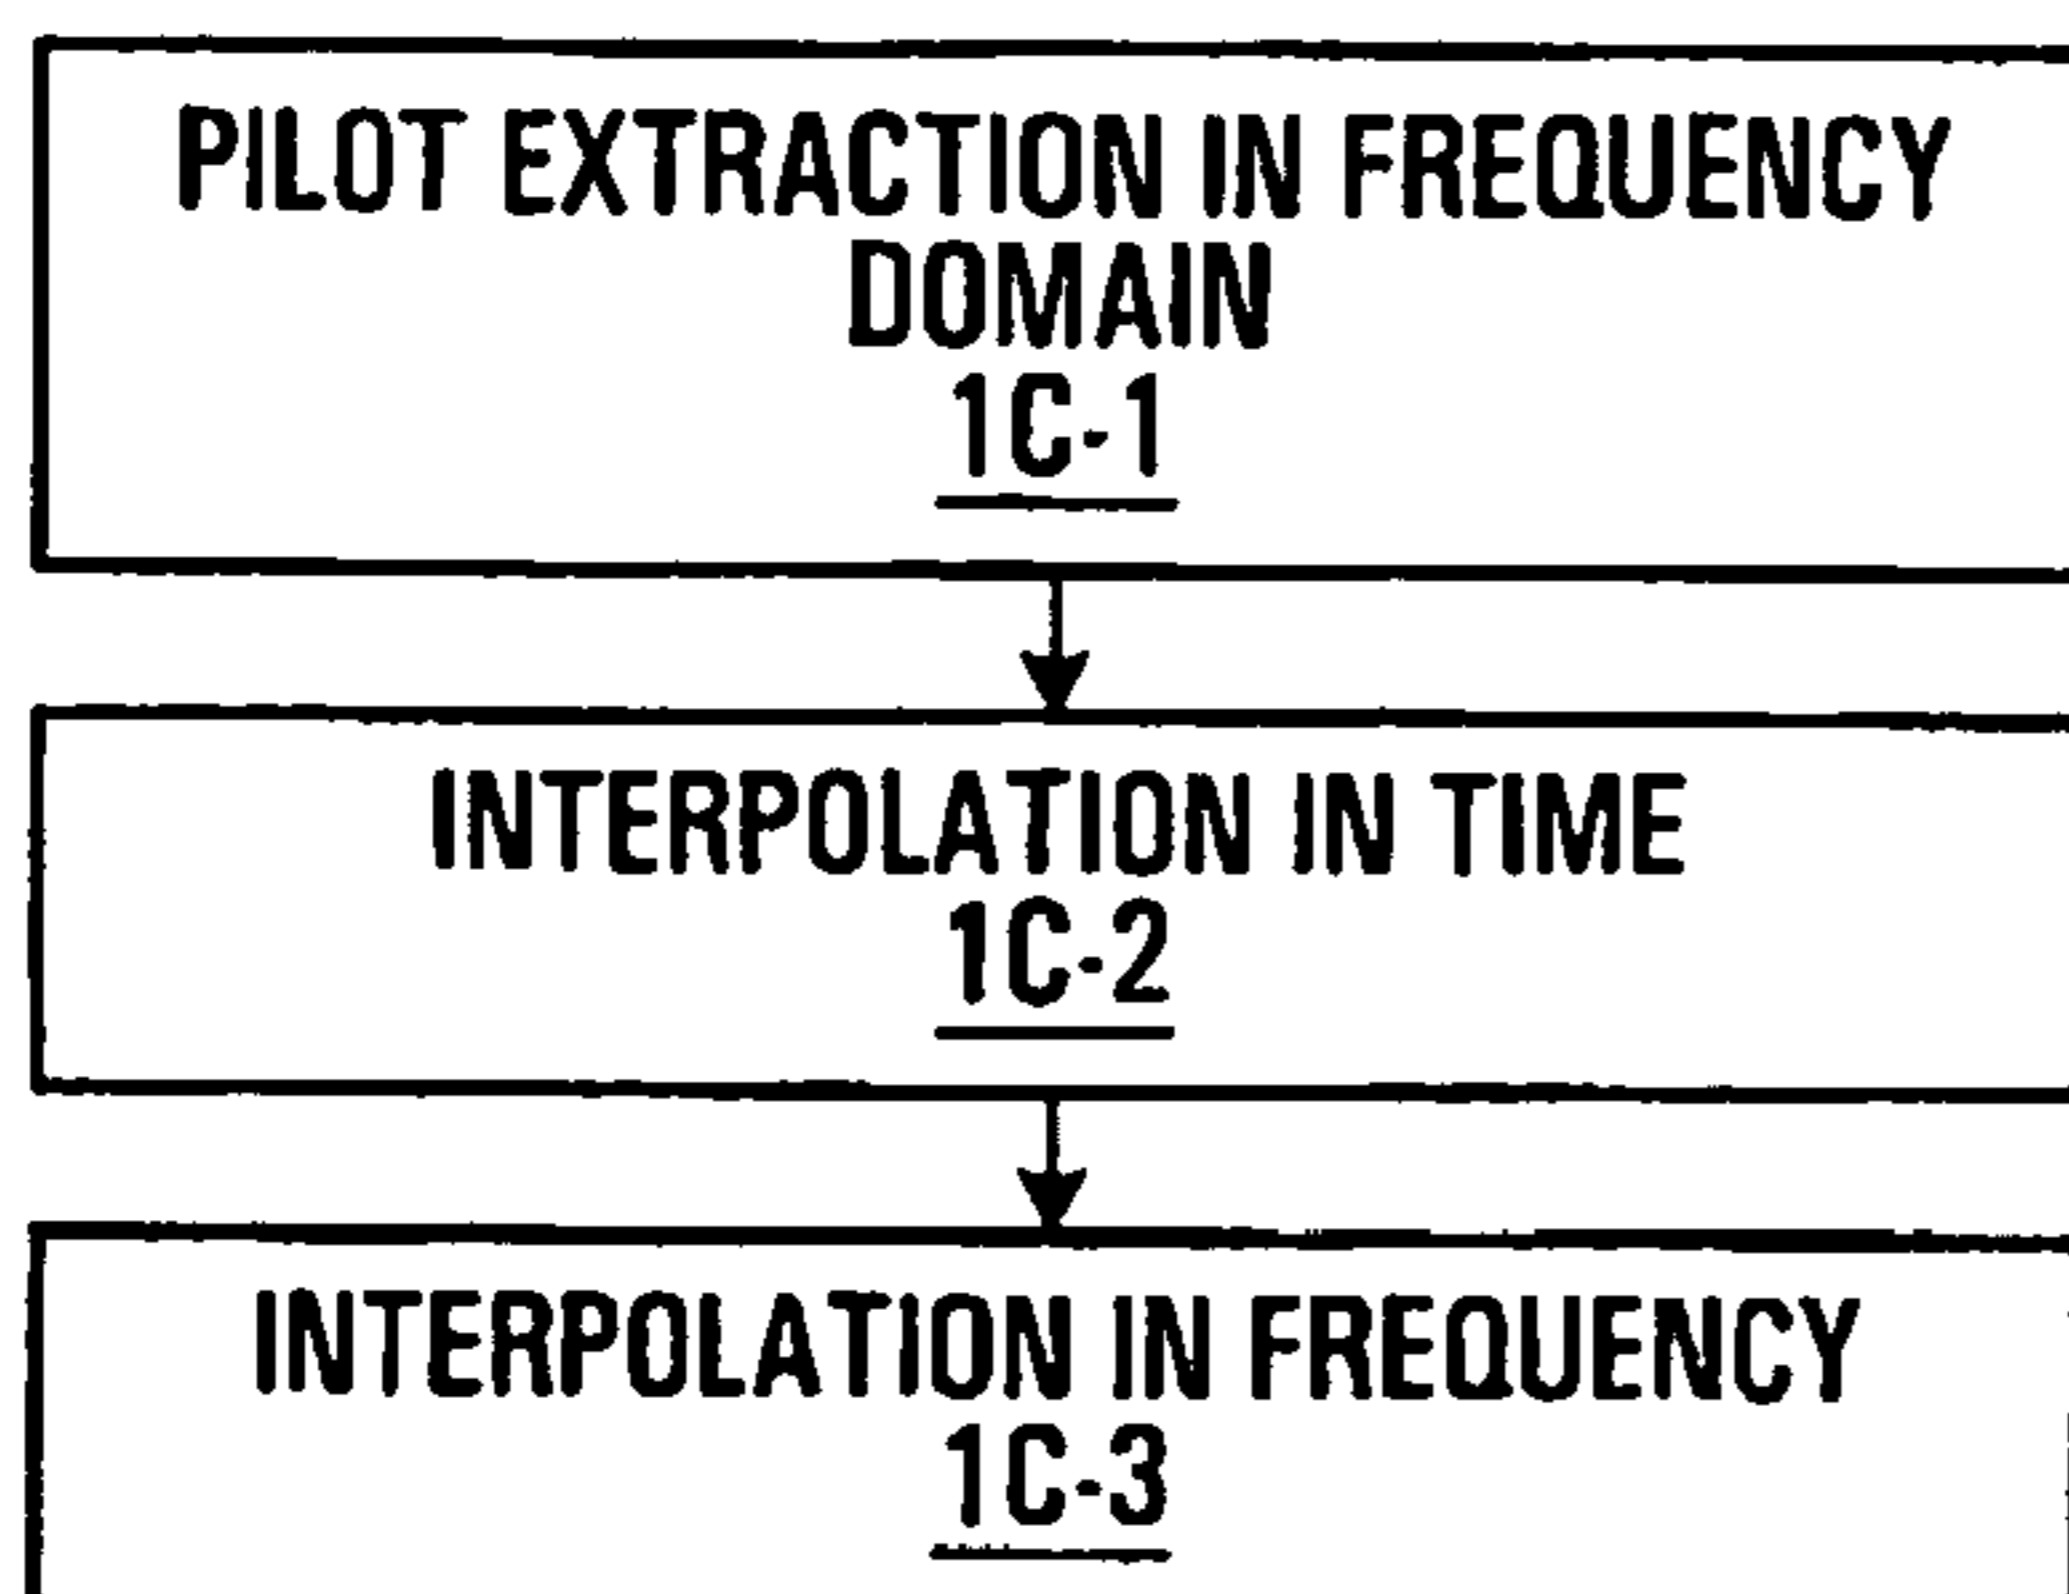 PILOT EXTRACTION IN FREQUENCY
DOMAIN
1C-1
INTERPOLATION IN TIME
1C-2
INTERPOLATION IN FREQUENCY
1C-3